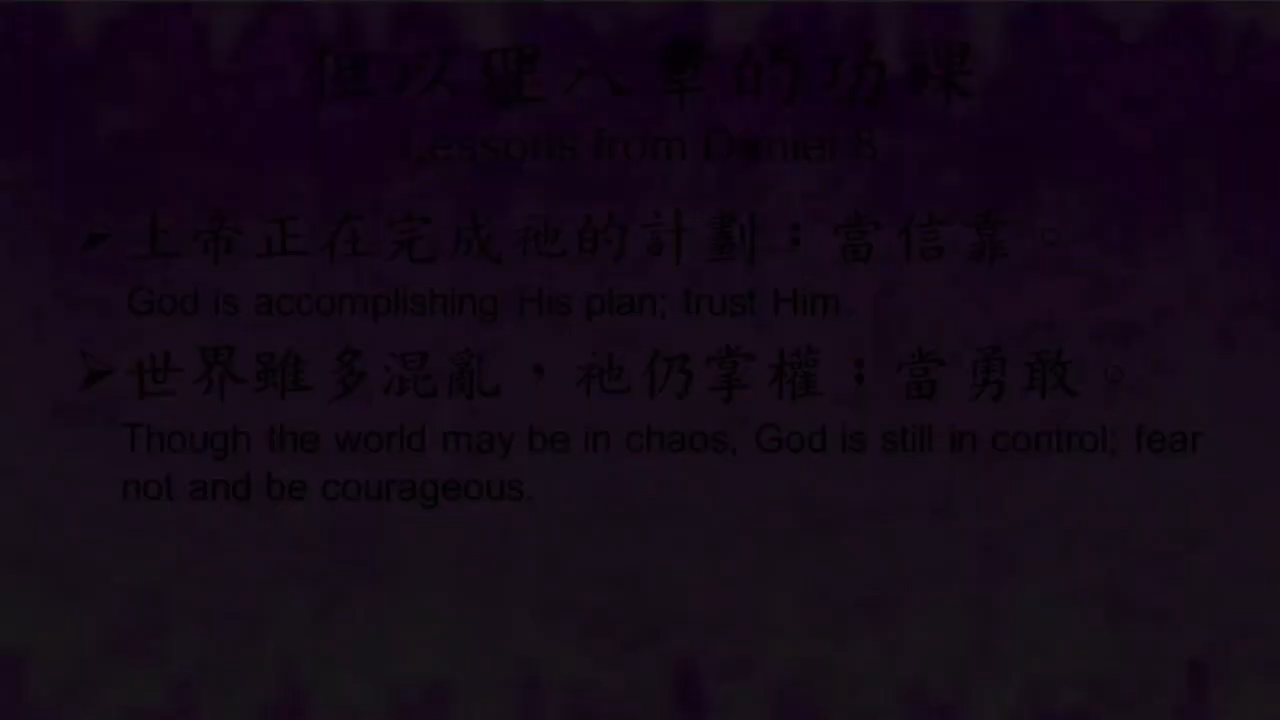 但以理八章的功課
Lessons from Daniel 8
上帝正在完成祂的計劃：當信靠。
God is accomplishing His plan; trust Him.
世界雖多混亂，祂仍掌權；當勇敢。
Though the world may be in chaos, God is still in control; fear
not and be courageous.